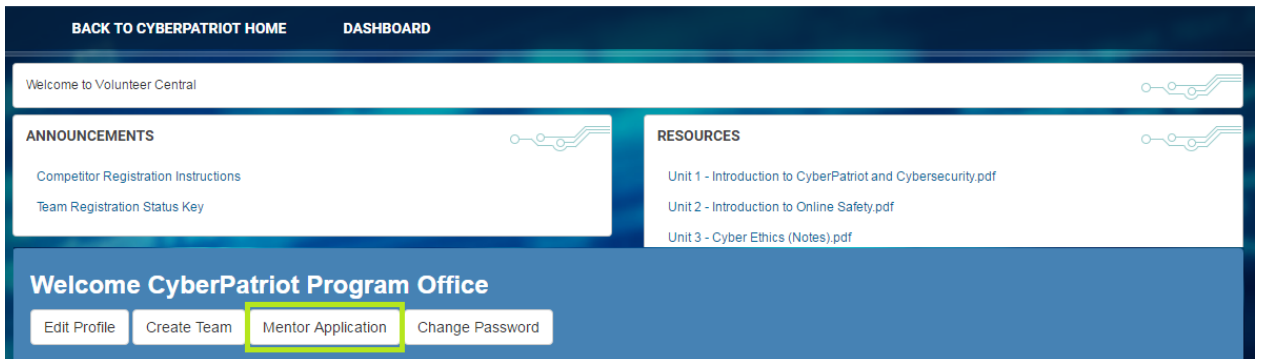 BACK TO CYBERPATRIOT HOME DASHBOARD
Welcome to Volunteer Central
ANNOUNCEMENTS
Competitor Registration Instructions
Team Registration Status Key
RESOURCES
Unit 1 - Introduction to CyberPatriot and Cybersecurity.pdf
Unit 2 - Introduction to Online Safety.pdf
Unit 3 - Cyber Ethics (Notes).pdf
Welcome CyberPatriot Program Office
Edit Profile Create Team Mentor Application Change Password